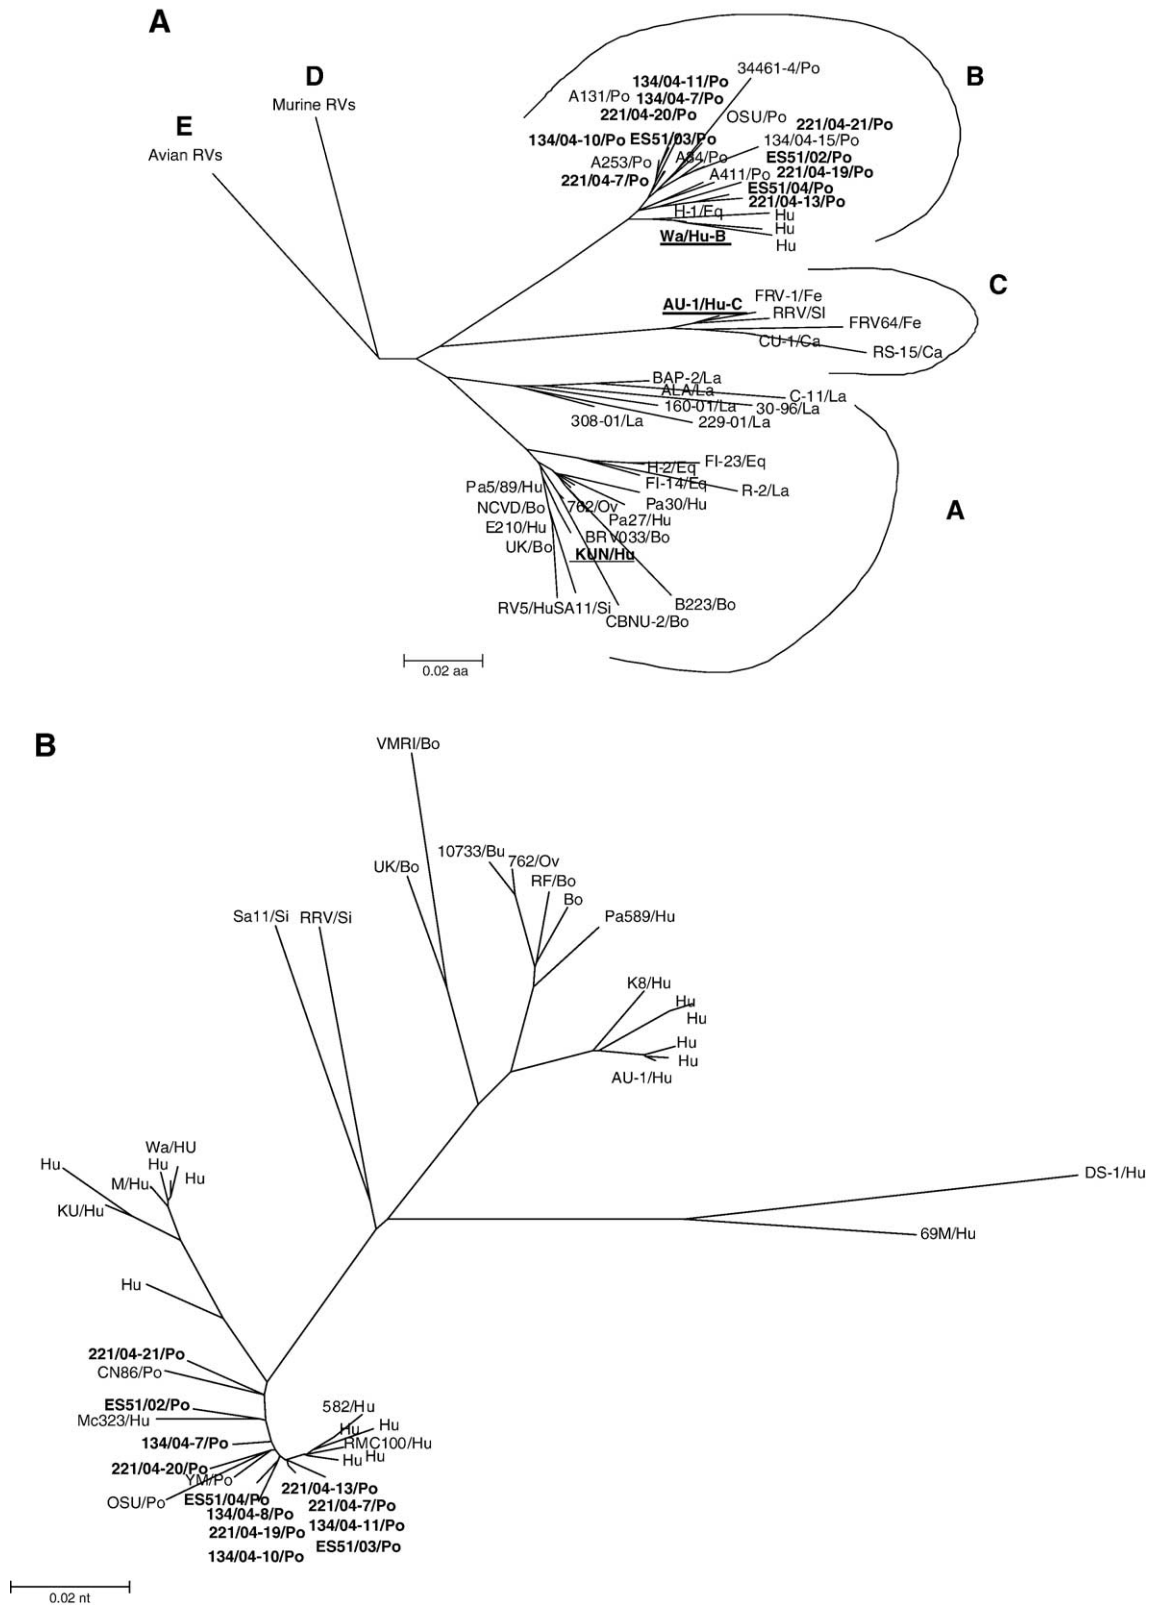 A
D
Murine RVs
E
Avian RVs
34461-4/Po
B
134/04-11/Po
A131/Po 134/04-7/Po
221/04-20/Po
OSU/Po
221/04-21/Po
134/04-10/Po ES51/03/Po
134/04-15/Po
A253/Po
A34/Po
ES51/02/Po
221/04-7/Po
A411/Po
221/04-19/Po
ES51/04/Po
221/04-13/Po
H-1/Eq
Hu
Hu
Wa/Hu-B
Hu
C
AU-1/Hu-C
FRV-1/Fe
RRV/SI
FRV64/Fe
CU-1/Ca
RS-15/Ca
BAP-2/La
ALA/La
C-11/La
160-01/La
30-96/La
308-01/La
229-01/La
FI-23/Eq
H-2/Eq
FI-14/Eq
R-2/La
Pa5/89/Hu
Pa30/Hu
NCVD/Bo
762/Ov
A
Pa27/Hu
E210/Hu
BRV033/Bo
UK/Bo
KUN/Hu
RV5/Hu
SA11/Si
B223/Bo
CBNU-2/Bo
0.02 aa
B
VMRI/Bo
10733/Bu
762/Ov
UK/Bo
RF/Bo
Bo
Sa11/Si
RRV/Si
Pa589/Hu
K8/Hu
Hu
Hu
Hu
Hu
AU-1/Hu
Wa/HU
Hu
Hu
Hu
M/Hu
KU/Hu
DS-1/Hu
69M/Hu
Hu
221/04-21/Po
CN86/Po
ES51/02/Po
Mc323/Hu
582/Hu
Hu
Hu
134/04-7/Po
RMC100/Hu
Hu
Hu
221/04-20/Po
YM/Po
OSU/Po
ES51/04/Po
221/04-13/Po
134/04-8/Po
221/04-7/Po
221/04-19/Po
134/04-11/Po
134/04-10/Po
ES51/03/Po
0.02 nt